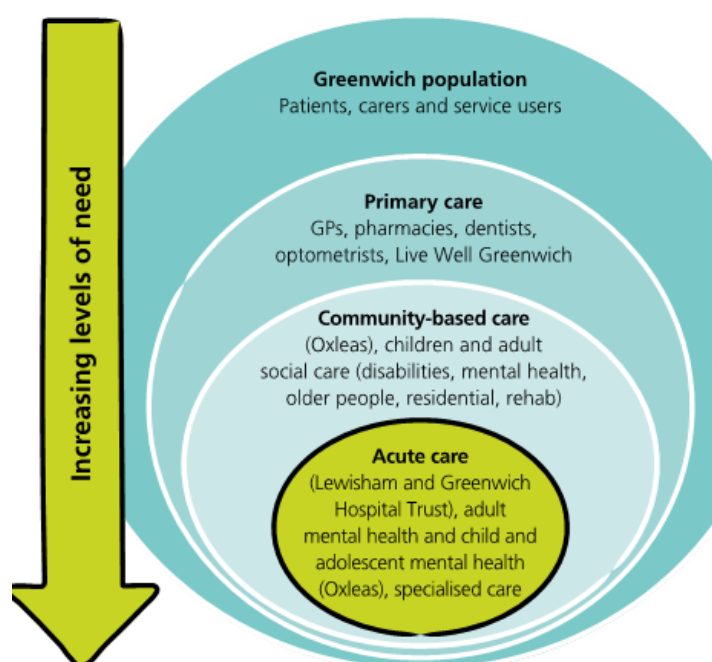 Increasing levels of need
Greenwich population
Patients, carers and service users
Primary care
GPs, pharmacies, dentists,
optometrists, Live Well Greenwich
Community-based care
(Oxleas), children and adult
social care (disabilities, mental health,
older people, residential, rehab)
Acute care
(Lewisham and Greenwich
Hospital Trust), adult
mental health and child and
adolescent mental health
(Oxleas), specialised care